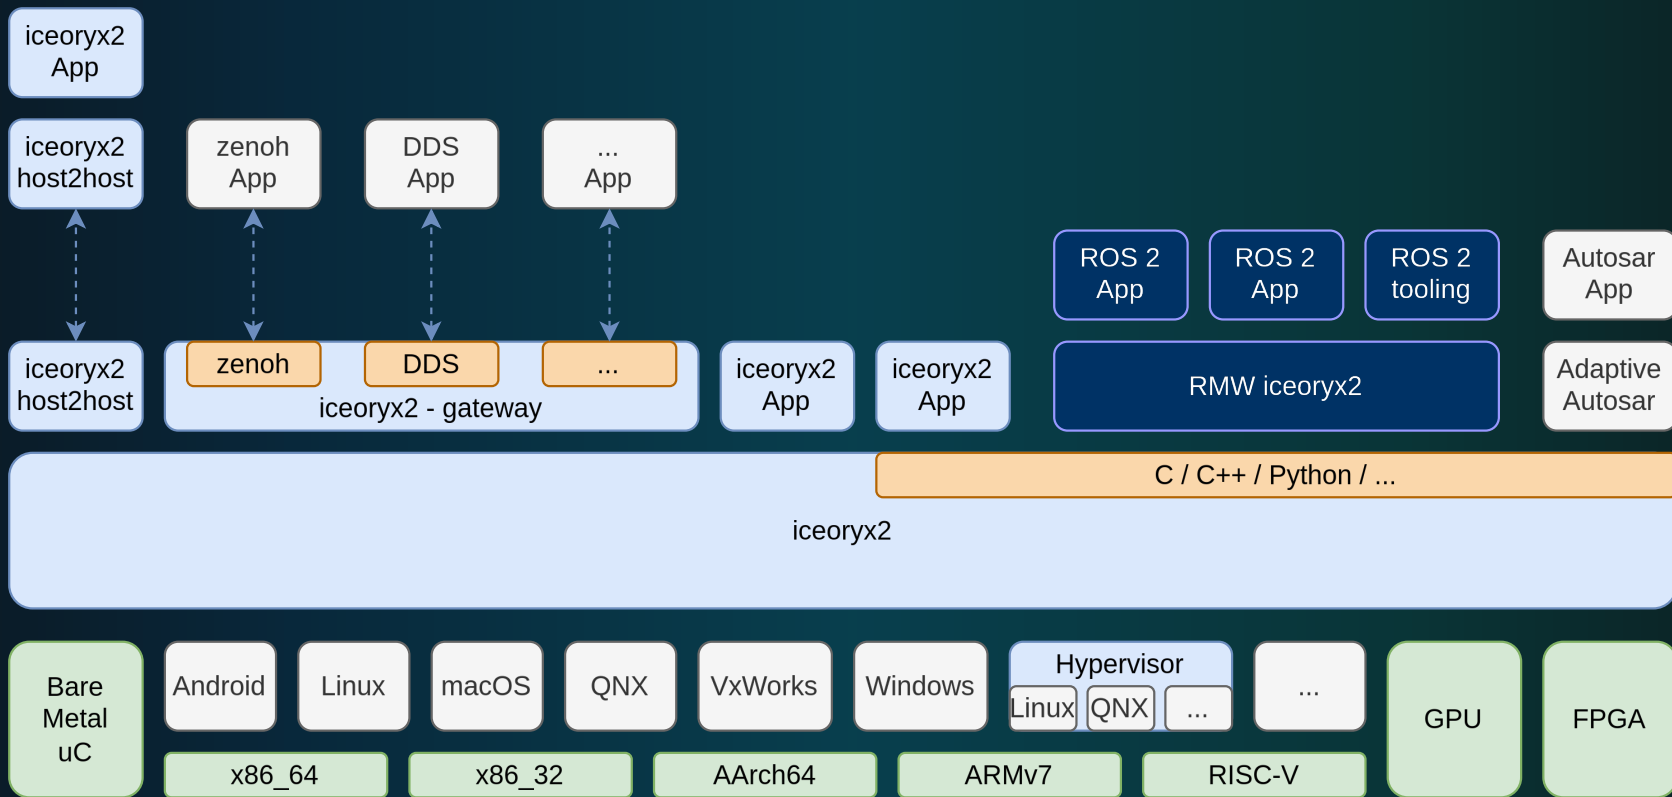 iceoryx2
App
iceoryx2
host2host
zenoh
App
DDS
App
...
App
ROS 2
App
ROS 2
App
ROS 2
tooling
Autosar
App
iceoryx2
host2host
zenoh
DDS
...
iceoryx2 - gateway
iceoryx2
App
iceoryx2
App
RMW iceoryx2
Adaptive
Autosar
C / C++ / Python / ...
iceoryx2
Bare
Metal
uC
Android
Linux
macOS
QNX
VxWorks
Windows
Hypervisor
Linux
QNX
...
...
GPU
FPGA
x86_64
x86_32
AArch64
ARMv7
RISC-V